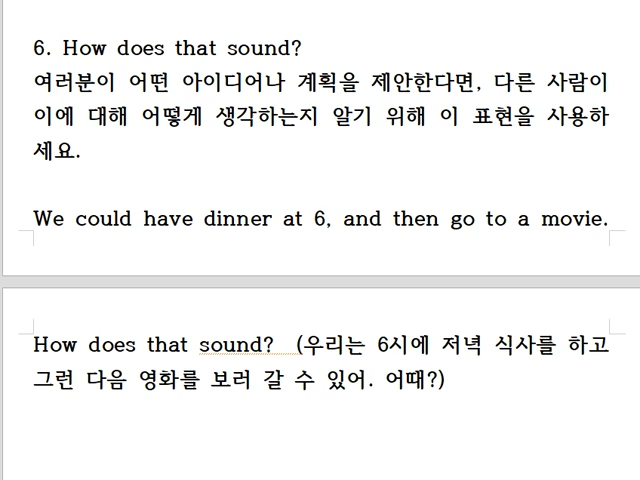 6. How does that sound?
여러분이 어떤 아이디어나 계획을 제안한다면, 다른 사람이
이에 대해 어떻게 생각하는지 알기 위해 이 표현을 사용하
세요.
We could have dinner at 6, and then go to a movie.
How does that sound? (우리는 6시에 저녁 식사를 하고
그런 다음 영화를 보러 갈 수 있어. 어때?)